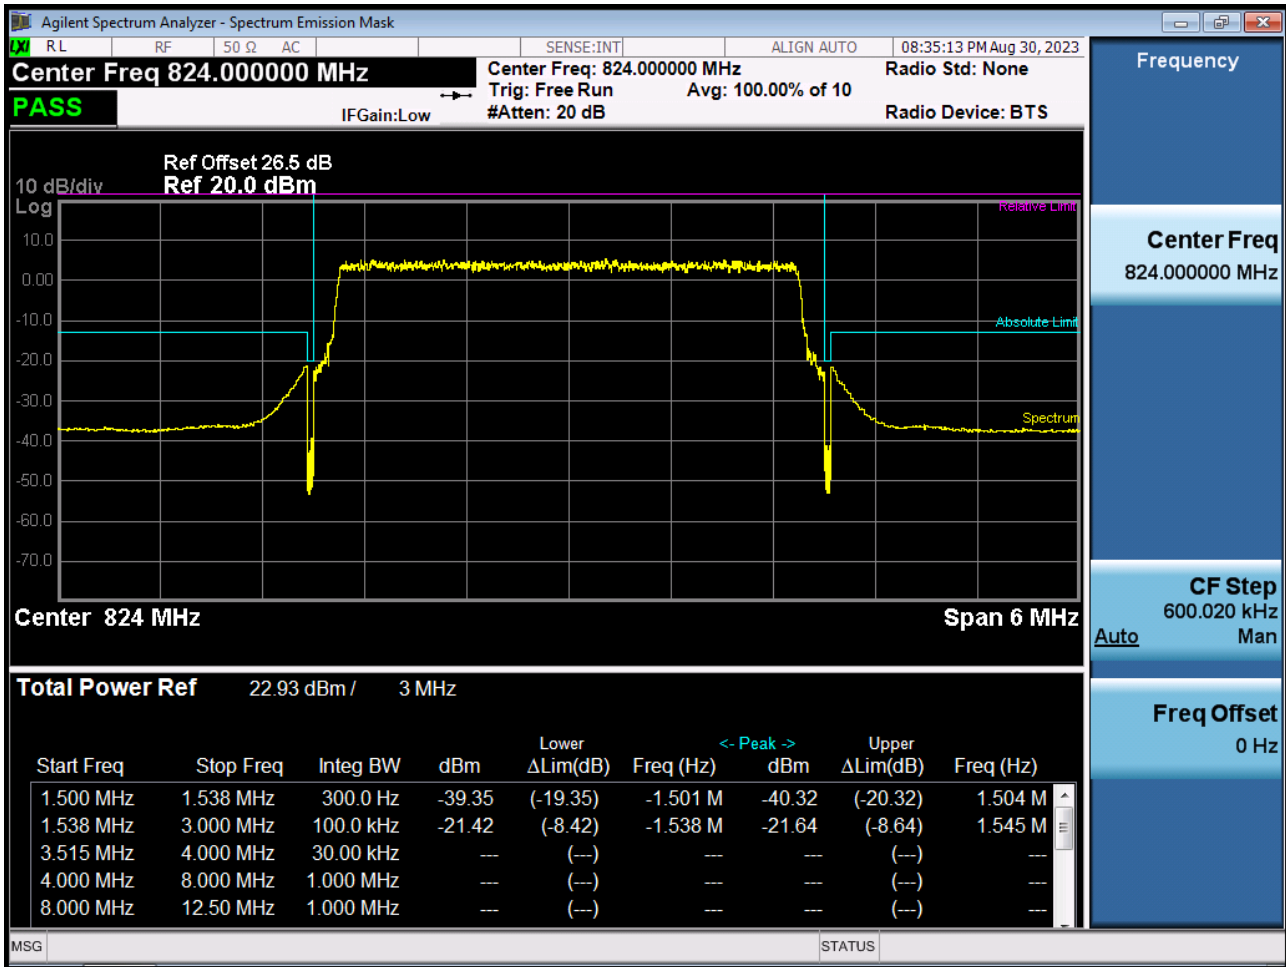 Agilent Spectrum Analyzer - Spectrum Emission Mask
LXI RL RF 50 Ω AC SENSE:INT ALIGN AUTO 08:35:13 PM Aug 30, 2023
Center Freq 824.000000 MHz Center Freq: 824.000000 MHz Radio Std: None
Trig: Free Run Avg: 100.00% of 10
PASS IFGain:Low #Atten: 20 dB Radio Device: BTS
Ref Offset 26.5 dB
10 dB/div Ref 20.0 dBm
Log
Relative Limit
10.0
0.00
-10.0
Absolute Limit
-20.0
-30.0
Spectrum
-40.0
-50.0
-60.0
-70.0
Center 824 MHz Span 6 MHz
Total Power Ref 22.93 dBm / 3 MHz
Lower <- Peak -> Upper
Start Freq Stop Freq Integ BW dBm ΔLim(dB) Freq (Hz) dBm ΔLim(dB) Freq (Hz)
1.500 MHz 1.538 MHz 300.0 Hz -39.35 (-19.35) -1.501 M -40.32 (-20.32) 1.504 M
1.538 MHz 3.000 MHz 100.0 kHz -21.42 (-8.42) -1.538 M -21.64 (-8.64) 1.545 M
3.515 MHz 4.000 MHz 30.00 kHz --- (---) --- --- (---) ---
4.000 MHz 8.000 MHz 1.000 MHz --- (---) --- --- (---) ---
8.000 MHz 12.50 MHz 1.000 MHz --- (---) --- --- (---) ---
MSG STATUS
Frequency
Center Freq
824.000000 MHz
CF Step
600.020 kHz
Auto Man
Freq Offset
0 Hz